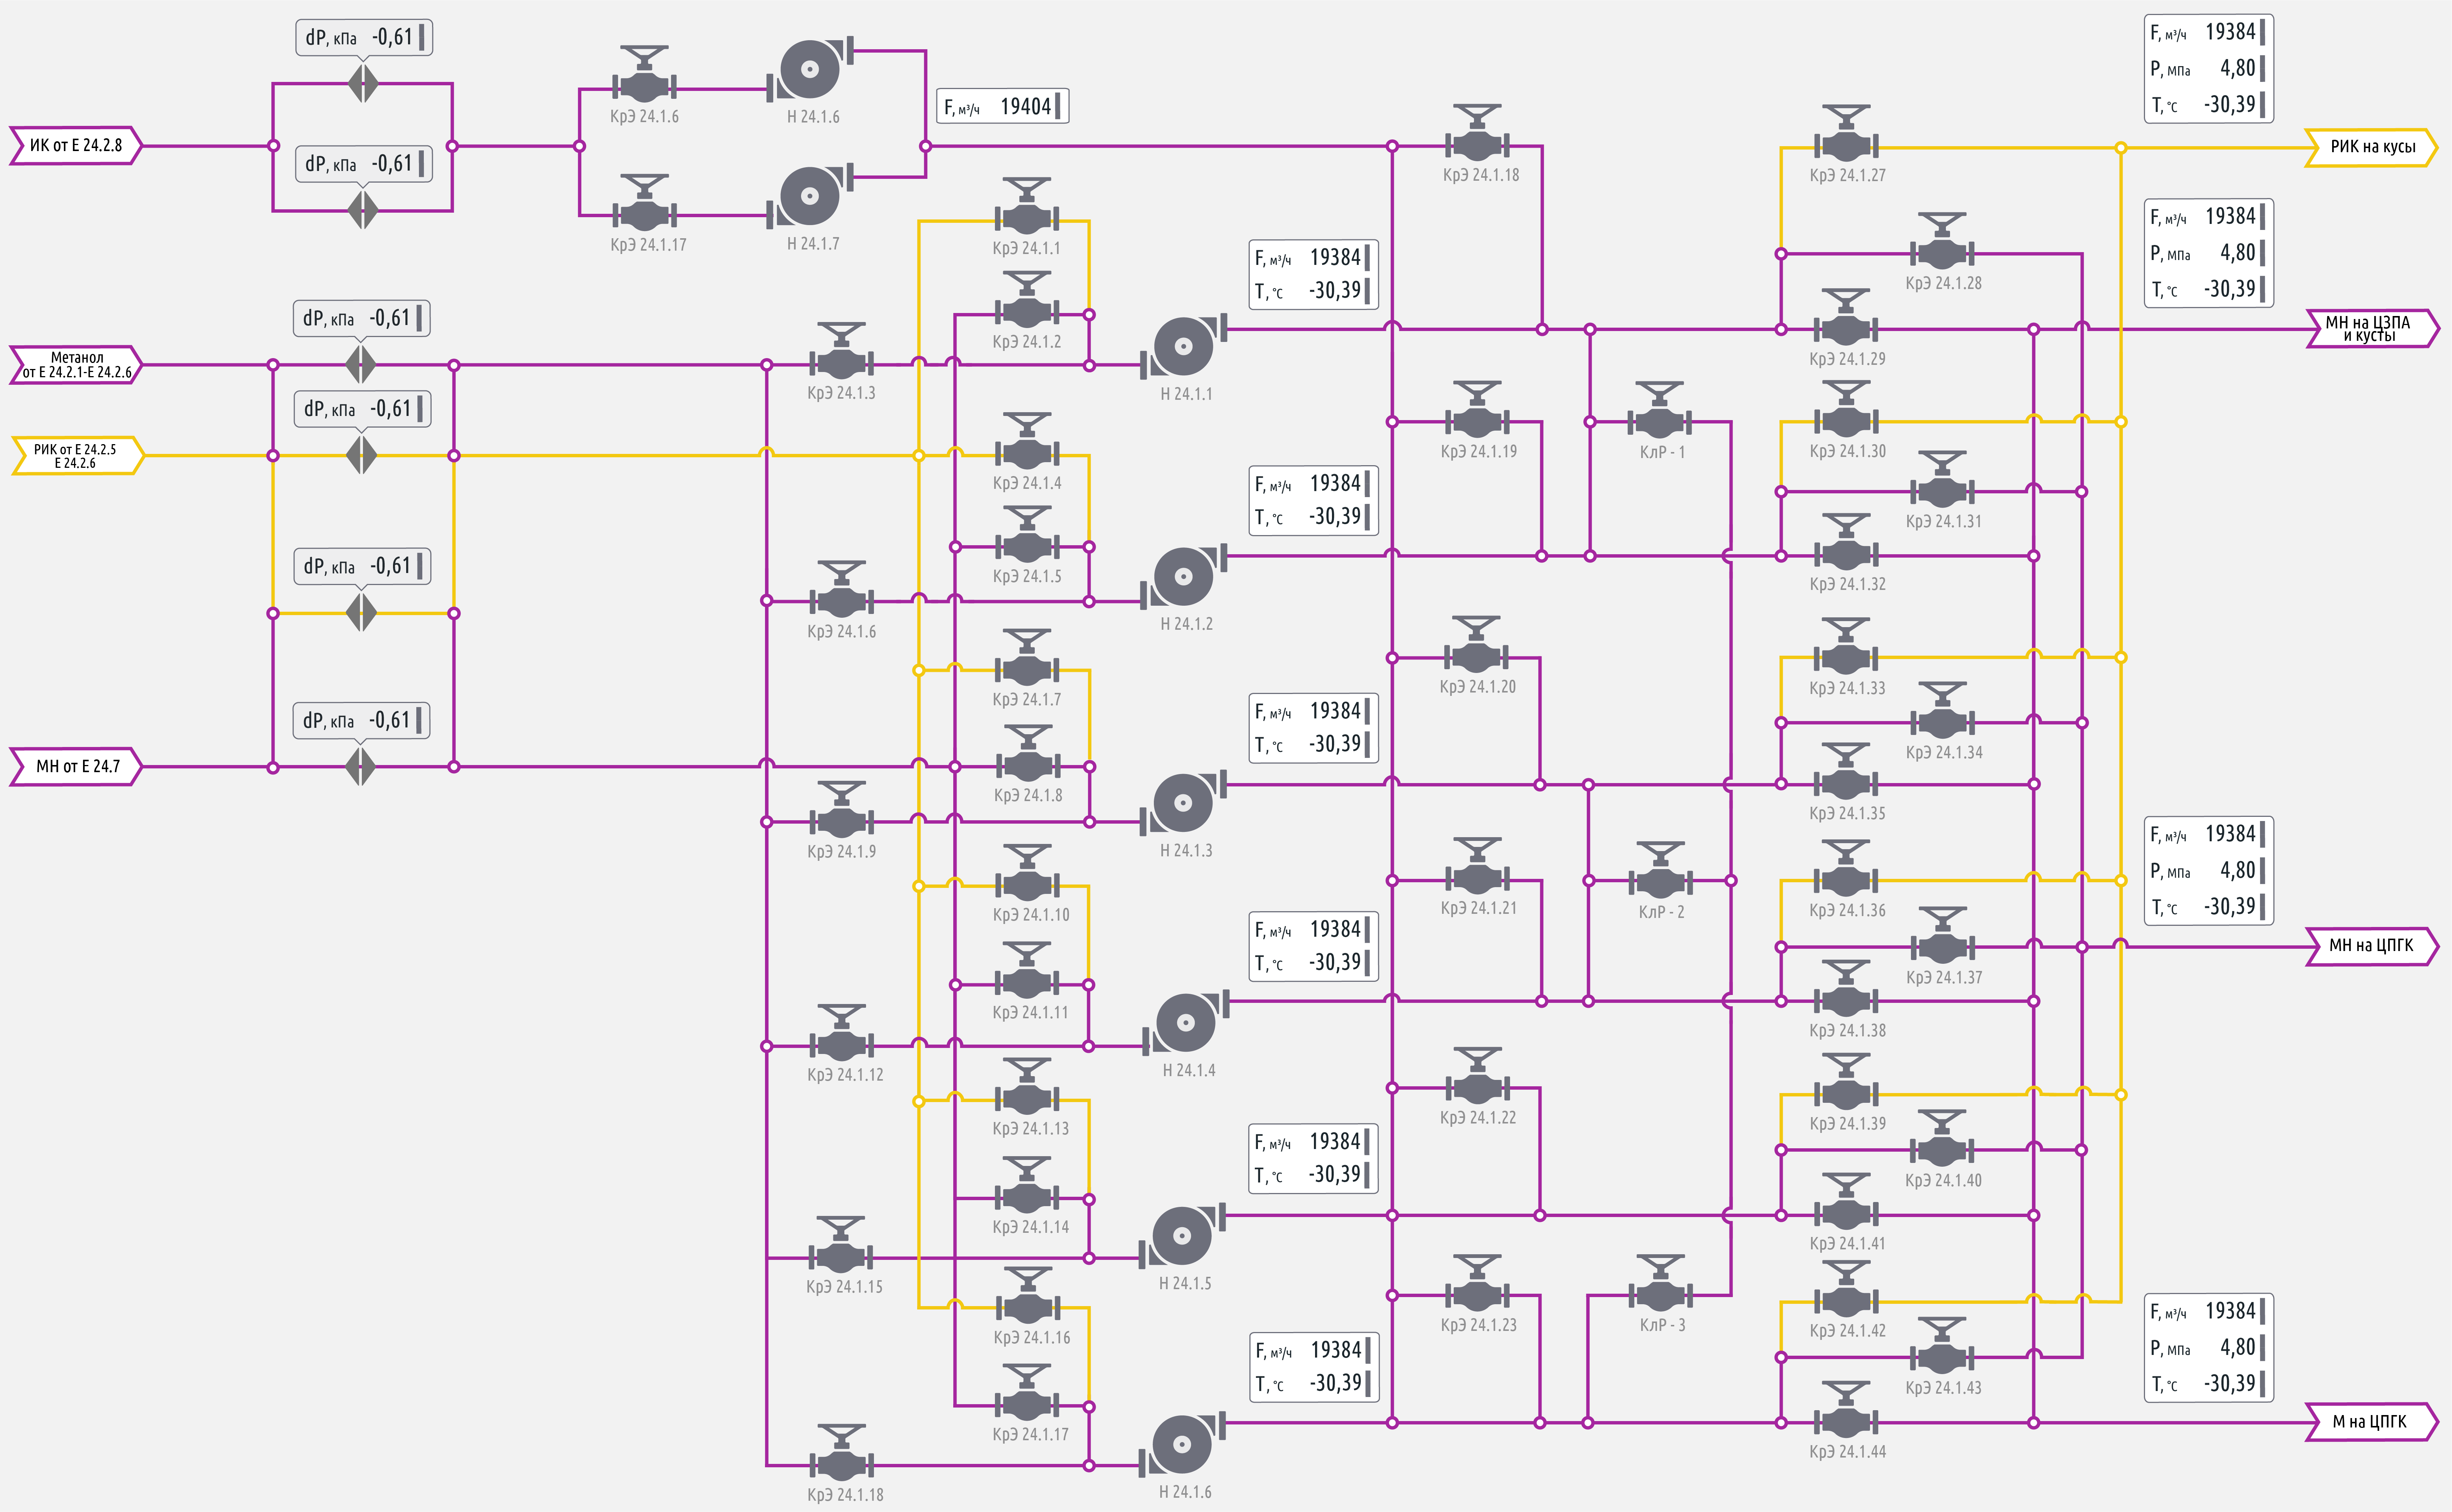 dP, кПа -0,61
ИК от Е 24.2.8
dP, кПа -0,61
КрЭ 24.1.6
Н 24.1.6
F, м³/ч 19404
КрЭ 24.1.17
Н 24.1.7
КрЭ 24.1.18
КрЭ 24.1.27
F, м³/ч 19384
P, мпа 4,80
T, °С -30,39
РИК на кусы
КрЭ 24.1.1
КрЭ 24.1.2
F, м³/ч 19384
T, °С -30,39
КрЭ 24.1.28
КрЭ 24.1.29
F, м³/ч 19384
P, мпа 4,80
T, °С -30,39
МН на ЦЗПА
и кусты
dP, кПа -0,61
Метанол
от Е 24.2.1-Е 24.2.6
КрЭ 24.1.3
Н 24.1.1
dP, кПа -0,61
РИК от Е 24.2.5
Е 24.2.6
КрЭ 24.1.4
КрЭ 24.1.19
КлР - 1
КрЭ 24.1.30
F, м³/ч 19384
T, °С -30,39
КрЭ 24.1.31
dP, кПа -0,61
КрЭ 24.1.5
КрЭ 24.1.32
КрЭ 24.1.6
Н 24.1.2
КрЭ 24.1.7
КрЭ 24.1.20
КрЭ 24.1.33
dP, кПа -0,61
F, м³/ч 19384
T, °С -30,39
КрЭ 24.1.34
МН от Е 24.7
КрЭ 24.1.8
КрЭ 24.1.35
КрЭ 24.1.9
Н 24.1.3
КрЭ 24.1.10
КрЭ 24.1.21
КлР - 2
КрЭ 24.1.36
F, м³/ч 19384
P, мпа 4,80
T, °С -30,39
F, м³/ч 19384
T, °С -30,39
КрЭ 24.1.37
МН на ЦПГК
КрЭ 24.1.11
КрЭ 24.1.38
КрЭ 24.1.12
Н 24.1.4
КрЭ 24.1.13
КрЭ 24.1.22
КрЭ 24.1.39
F, м³/ч 19384
T, °С -30,39
КрЭ 24.1.40
КрЭ 24.1.14
КрЭ 24.1.41
КрЭ 24.1.15
Н 24.1.5
КрЭ 24.1.16
КрЭ 24.1.23
КлР - 3
КрЭ 24.1.42
F, м³/ч 19384
P, мпа 4,80
T, °С -30,39
F, м³/ч 19384
T, °С -30,39
КрЭ 24.1.43
КрЭ 24.1.17
КрЭ 24.1.44
М на ЦПГК
КрЭ 24.1.18
Н 24.1.6